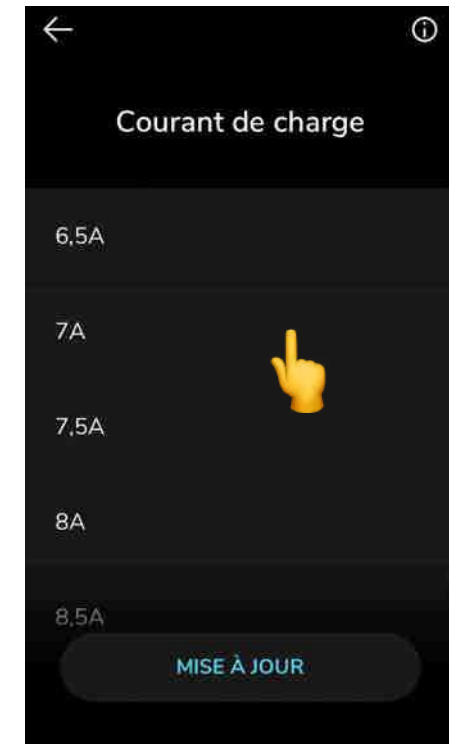 Courant de charge
6,5A
7A
7,5A
8A
8,5A
MISE À JOUR